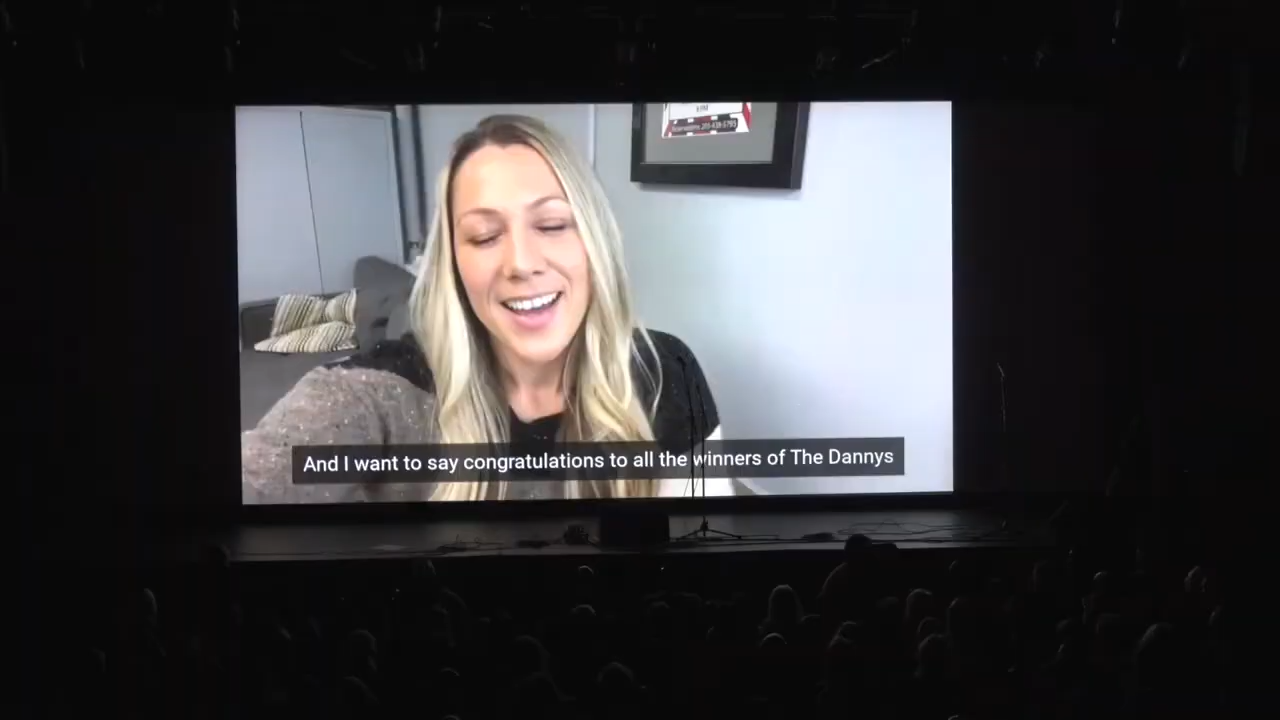 And I want to say congratulations to all the winners of The Dannys